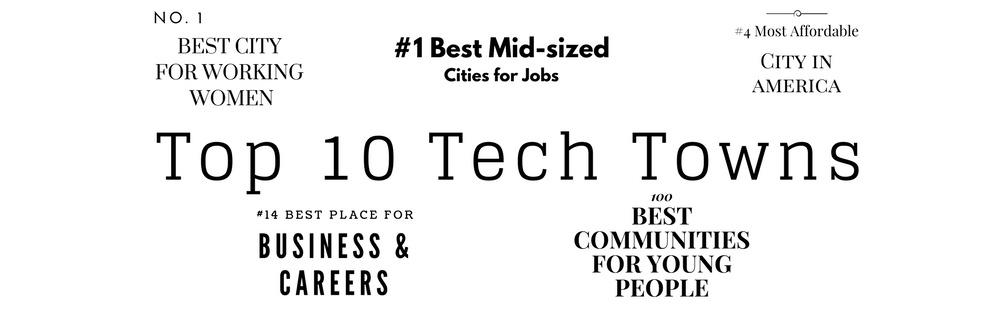 NO. 1
BEST CITY
FOR WORKING
WOMEN
#1 Best Mid-sized
Cities for Jobs
#4 Most Affordable
CITY IN
AMERICA
Top 10 Tech Towns
#14 BEST PLACE FOR
BUSINESS &
CAREERS
100
BEST
COMMUNITIES
FOR YOUNG
PEOPLE